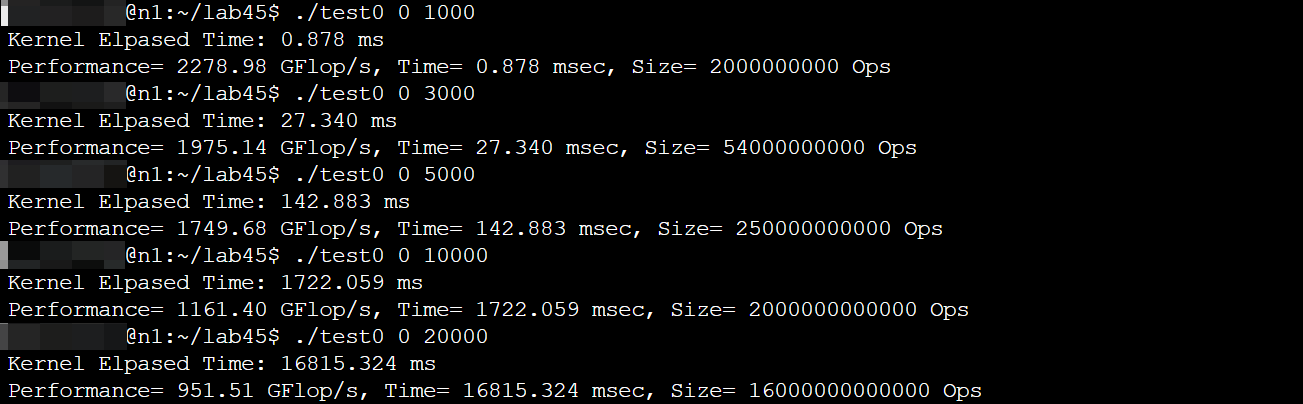 @n1:~/lab45$ ./test0 0 1000
Kernel Elpased Time: 0.878 ms
Performance= 2278.98 GFlop/s, Time= 0.878 msec, Size= 2000000000 Ops
@n1:~/lab45$ ./test0 0 3000
Kernel Elpased Time: 27.340 ms
Performance= 1975.14 GFlop/s, Time= 27.340 msec, Size= 54000000000 Ops
@n1:~/lab45$ ./test0 0 5000
Kernel Elpased Time: 142.883 ms
Performance= 1749.68 GFlop/s, Time= 142.883 msec, Size= 250000000000 Ops
@n1:~/lab45$ ./test0 0 10000
Kernel Elpased Time: 1722.059 ms
Performance= 1161.40 GFlop/s, Time= 1722.059 msec, Size= 2000000000000 Ops
@n1:~/lab45$ ./test0 0 20000
Kernel Elpased Time: 16815.324 ms
Performance= 951.51 GFlop/s, Time= 16815.324 msec, Size= 16000000000000 Ops